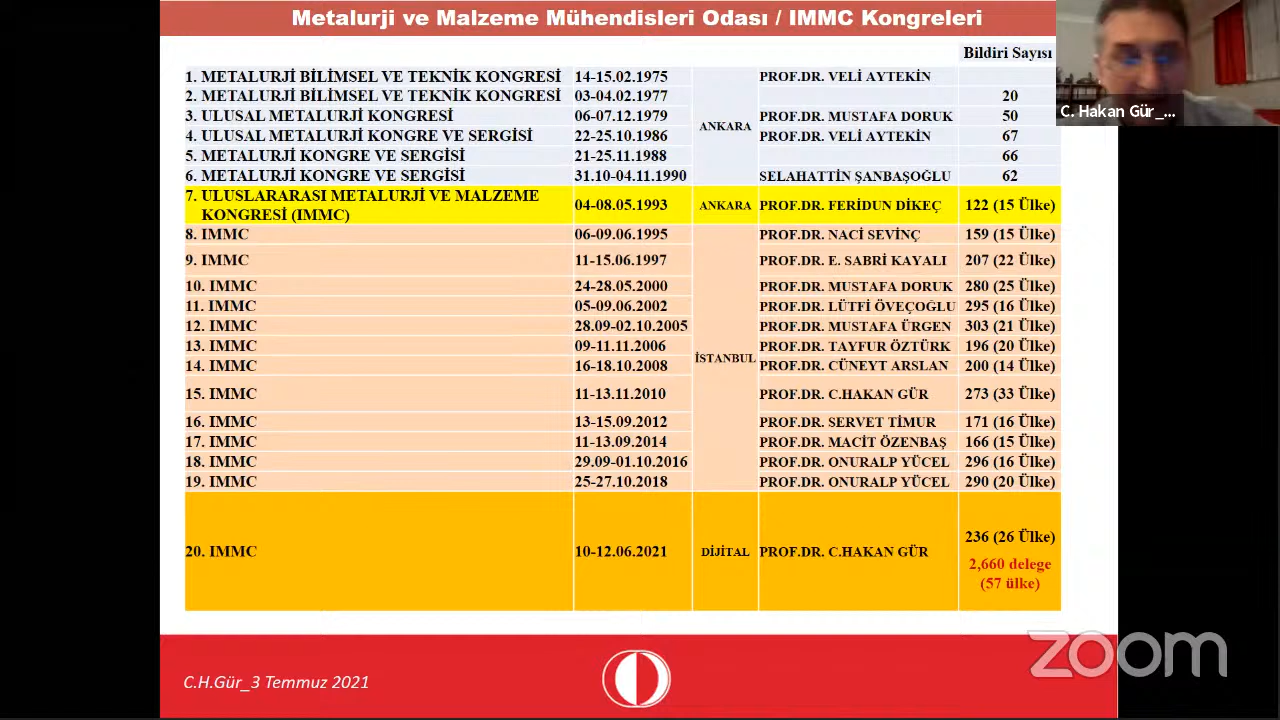 Metalurji ve Malzeme Mühendisleri Odası / IMMC Kongreleri
Bildiri Sayısı
1. METALURJİ BİLİMSEL VE TEKNİK KONGRESİ 14-15.02.1975 PROF.DR. VELİ AYTEKİN
2. METALURJİ BİLİMSEL VE TEKNİK KONGRESİ 03-04.02.1977 20
3. ULUSAL METALURJİ KONGRESİ 06-07.12.1979 PROF.DR. MUSTAFA DORUK 50
ANKARA
4. ULUSAL METALURJİ KONGRE VE SERGİSİ 22-25.10.1986 PROF.DR. VELİ AYTEKİN 67
5. METALURJİ KONGRE VE SERGİSİ 21-25.11.1988 66
6. METALURJİ KONGRE VE SERGİSİ 31.10-04.11.1990 SELAHATTİN ŞANBAŞOĞLU 62
7. ULUSLARARASI METALURJİ VE MALZEME
KONGRESİ (IMMC) 04-08.05.1993 ANKARA PROF.DR. FERİDUN DİKEÇ 122 (15 Ülke)
8. IMMC 06-09.06.1995 PROF.DR. NACİ SEVİNÇ 159 (15 Ülke)
9. IMMC 11-15.06.1997 PROF.DR. E. SABRİ KAYALI 207 (22 Ülke)
10. IMMC 24-28.05.2000 PROF.DR. MUSTAFA DORUK 280 (25 Ülke)
11. IMMC 05-09.06.2002 PROF.DR. LÜTFİ ÖVEÇOĞLU 295 (16 Ülke)
12. IMMC 28.09-02.10.2005 PROF.DR. MUSTAFA ÜRGEN 303 (21 Ülke)
13. IMMC 09-11.11.2006 PROF.DR. TAYFUR ÖZTÜRK 196 (20 Ülke)
İSTANBUL
14. IMMC 16-18.10.2008 PROF.DR. CÜNEYT ARSLAN 200 (14 Ülke)
15. IMMC 11-13.11.2010 PROF.DR. C.HAKAN GÜR 273 (33 Ülke)
16. IMMC 13-15.09.2012 PROF.DR. SERVET TİMUR 171 (16 Ülke)
17. IMMC 11-13.09.2014 PROF.DR. MACİT ÖZENBAŞ 166 (15 Ülke)
18. IMMC 29.09-01.10.2016 PROF.DR. ONURALP YÜCEL 296 (16 Ülke)
19. IMMC 25-27.10.2018 PROF.DR. ONURALP YÜCEL 290 (20 Ülke)
20. IMMC 10-12.06.2021 DİJİTAL PROF.DR. C.HAKAN GÜR 236 (26 Ülke)
2,660 delege
(57 ülke)
C.H.Gür_3 Temmuz 2021
C. Hakan Gür_...
zoom